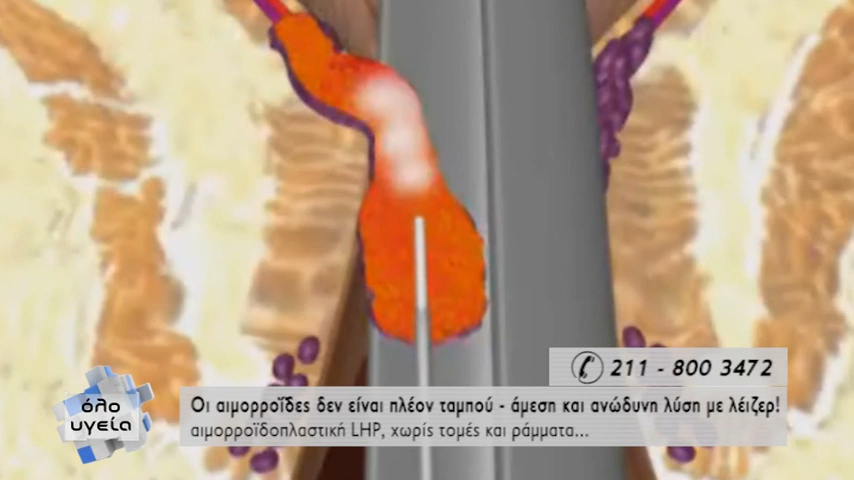 211 - 800 3472
Οι αιμορροΐδες δεν είναι πλέον ταμπού - άμεση και ανώδυνη λύση με λέιζερ!
αιμορροϊδοπλαστική LHP, χωρίς τομές και ράμματα...
όλο
υγεία